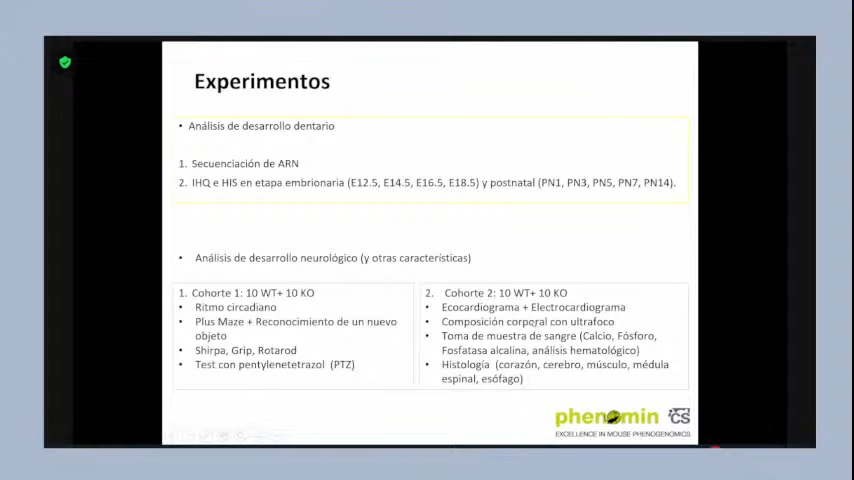 Experimentos
• Análisis de desarrollo dentario
1. Secuenciación de ARN
2. IHQ e HIS en etapa embrionaria (E12.5, E14.5, E16.5, E18.5) y postnatal (PN1, PN3, PN5, PN7, PN14).
• Análisis de desarrollo neurológico (y otras características)
1. Cohorte 1: 10 WT+ 10 KO
• Ritmo circadiano
• Plus Maze + Reconocimiento de un nuevo
objeto
• Shirpa, Grip, Rotarod
• Test con pentylenetetrazol (PTZ)
2. Cohorte 2: 10 WT+ 10 KO
• Ecocardiograma + Electrocardiograma
• Composición corporal con ultrafoco
• Toma de muestra de sangre (Calcio, Fósforo,
Fosfatasa alcalina, análisis hematológico)
• Histología (corazón, cerebro, músculo, médula
espinal, esófago)
phenomin iCS
EXCELLENCE IN MOUSE PHENOGENOMICS